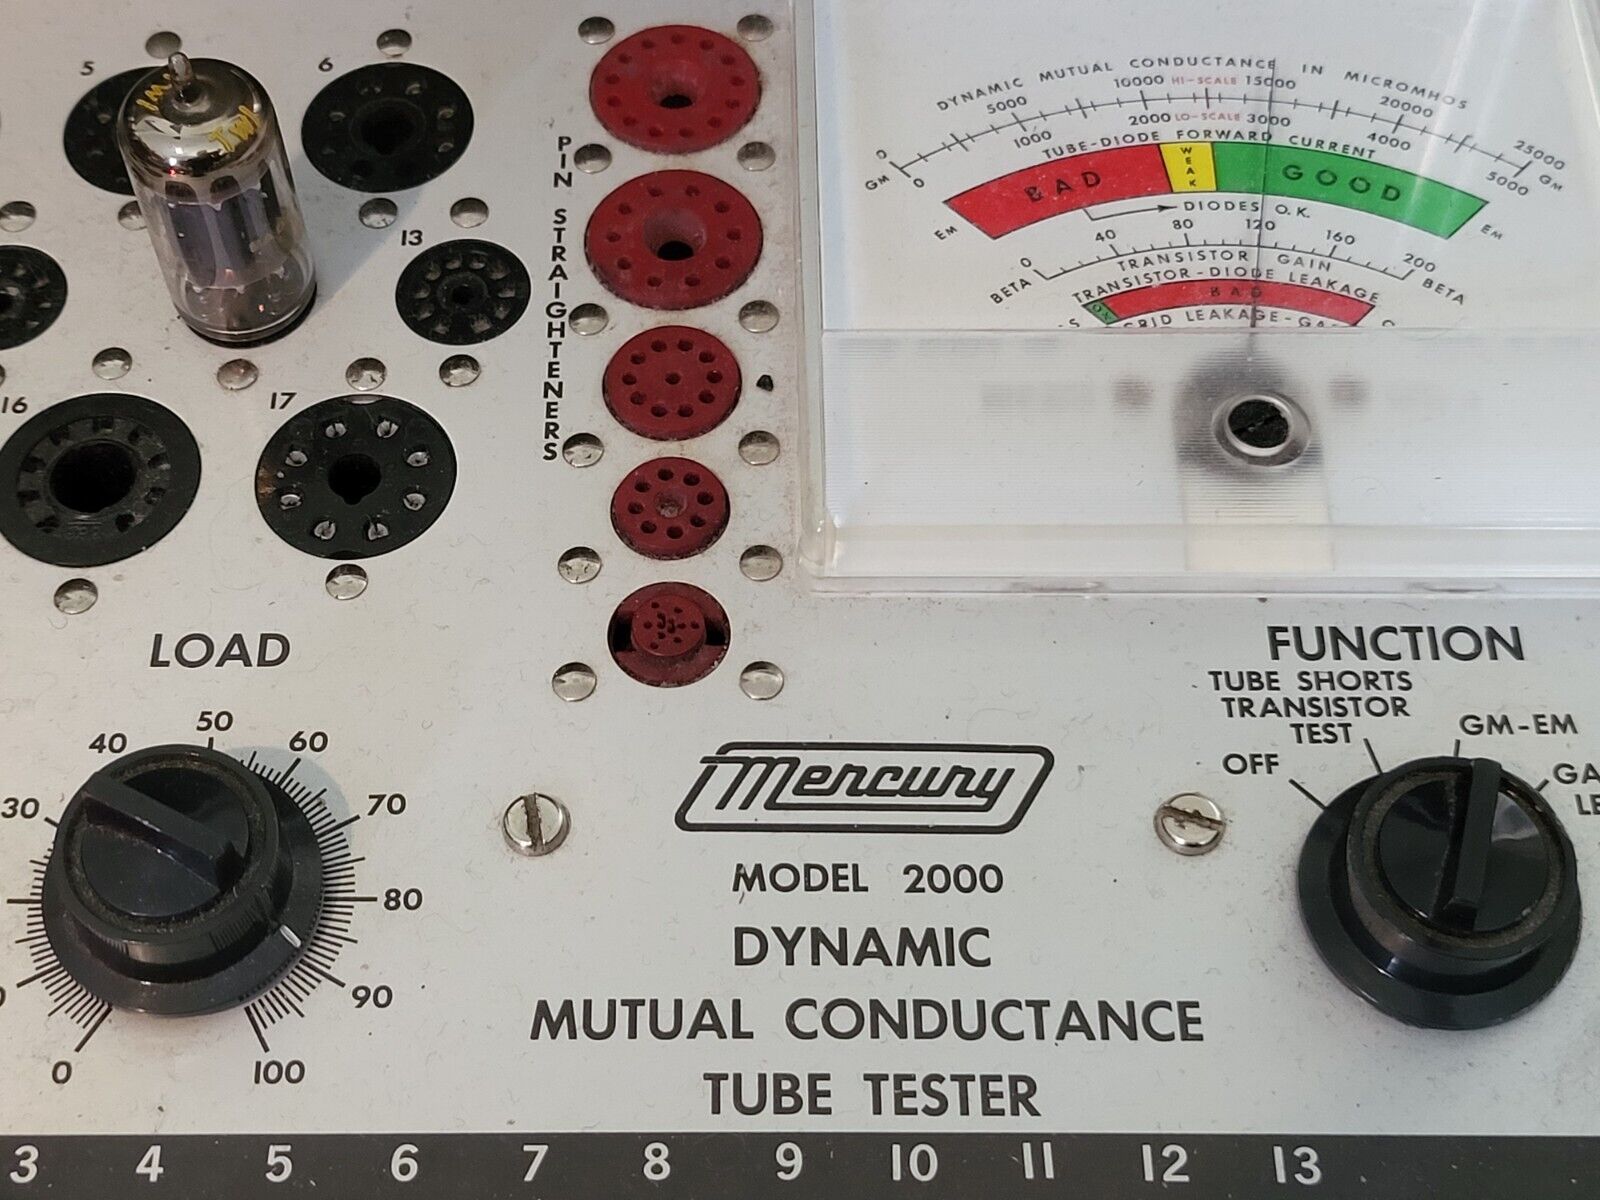 5
6
13
16
17
PIN STRAIGHTENERS
DYNAMIC MUTUAL CONDUCTANCE IN MICROMHOS
0 5000 10000 HI-SCALE 15000 20000 25000
GM 0 1000 2000 LO-SCALE 3000 4000 5000 GM
TUBE-DIODE FORWARD CURRENT
EM BAD WEAK GOOD EM
DIODES O.K.
0 40 80 120 160 200
BETA TRANSISTOR GAIN BETA
TRANSISTOR-DIODE LEAKAGE
BAD
LOAD
0 30 40 50 60 70 80 90 100
FUNCTION
OFF
TUBE SHORTS
TRANSISTOR
TEST
GM-EM
GA
LE
Mercury
MODEL 2000
DYNAMIC
MUTUAL CONDUCTANCE
TUBE TESTER
3 4 5 6 7 8 9 10 11 12 13